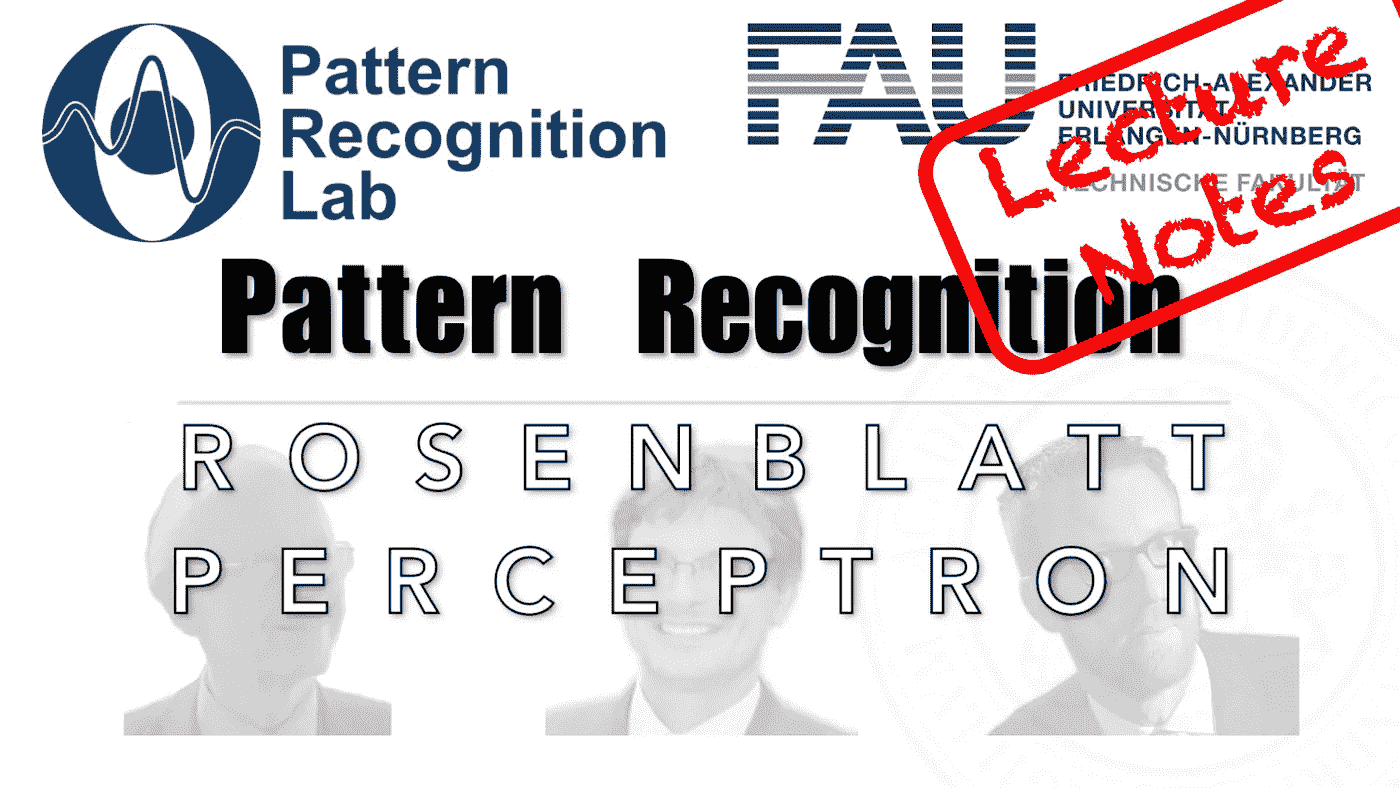 Pattern
Recognition
Lab
FAU
FRIEDRICH-ALEXANDER
UNIVERSITÄT
ERLANGEN-NÜRNBERG
TECHNISCHE FAKULTÄT
Lecture
Notes
Pattern Recognition
ROSENBLATT
PERCEPTRON